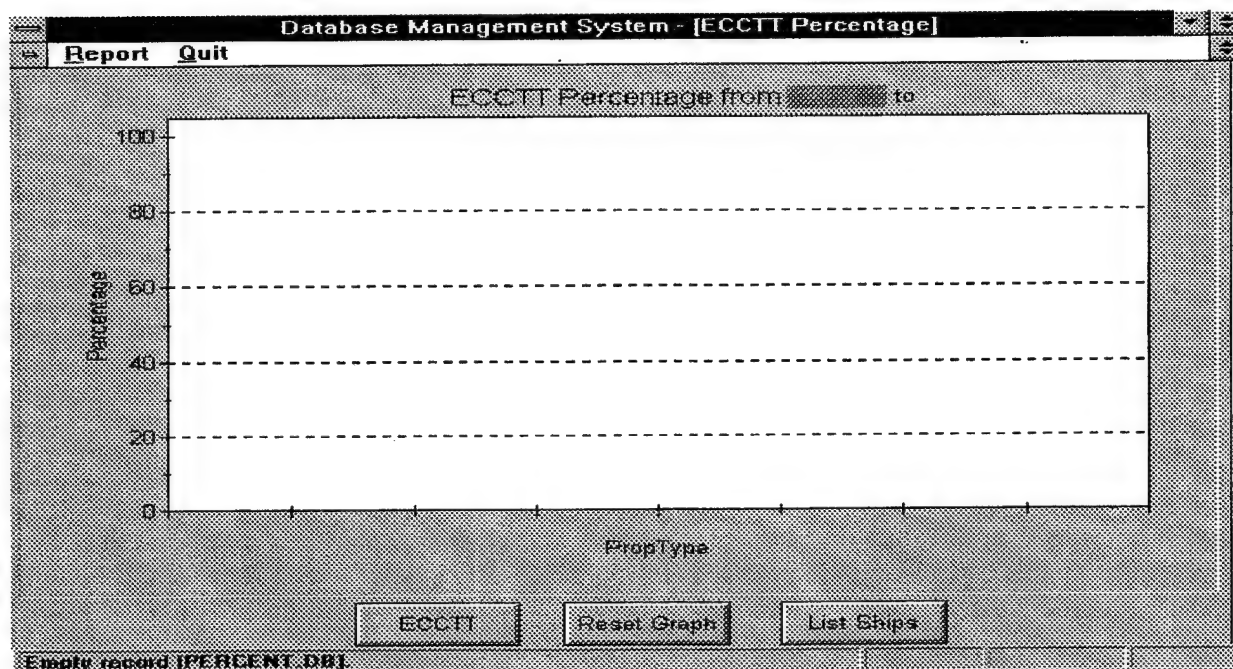 Database Management System - [ECCTT Percentage]
Report Quit
ECCTT Percentage from to
100
80
60
40
20
0
Percentage
PropType
ECCTT Reset Graph List Ships
Empty record [PERCENT.DB].